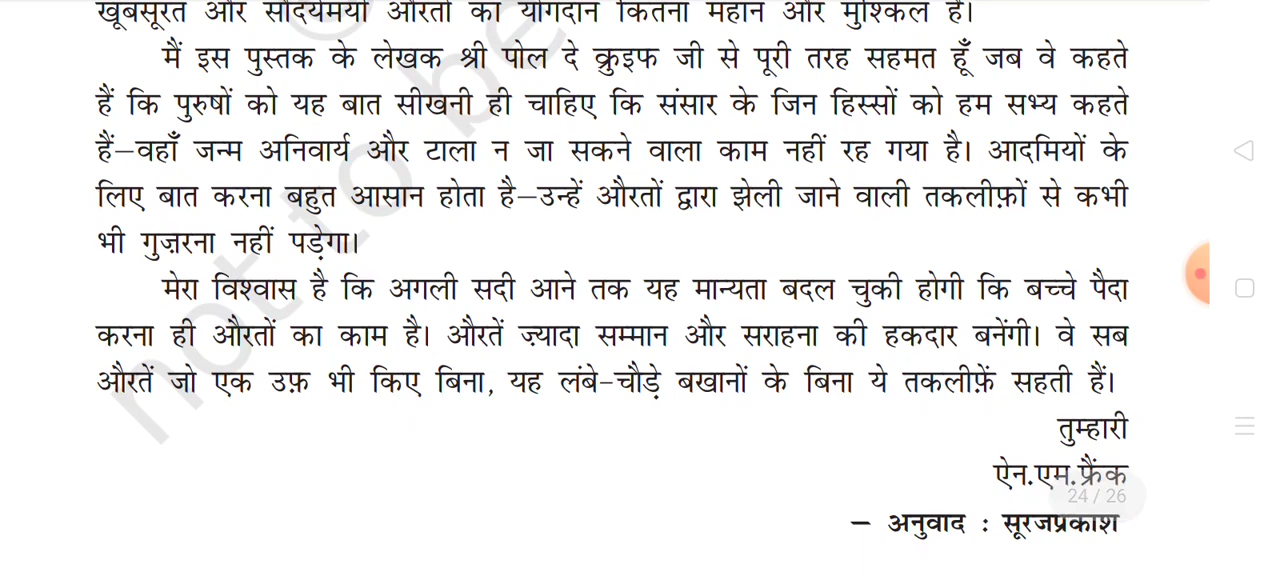 खूबसूरत और सौंदर्यमयी औरतों का योगदान कितना महान और मुश्किल है।
मैं इस पुस्तक के लेखक श्री पोल दे क्रुइफ जी से पूरी तरह सहमत हूँ जब वे कहते
हैं कि पुरुषों को यह बात सीखनी ही चाहिए कि संसार के जिन हिस्सों को हम सभ्य कहते
हैं—वहाँ जन्म अनिवार्य और टाला न जा सकने वाला काम नहीं रह गया है। आदमियों के
लिए बात करना बहुत आसान होता है—उन्हें औरतों द्वारा झेली जाने वाली तकलीफ़ों से कभी
भी गुज़रना नहीं पड़ेगा।
मेरा विश्वास है कि अगली सदी आने तक यह मान्यता बदल चुकी होगी कि बच्चे पैदा
करना ही औरतों का काम है। औरतें ज़्यादा सम्मान और सराहना की हकदार बनेंगी। वे सब
औरतें जो एक उफ़ भी किए बिना, यह लंबे-चौड़े बखानों के बिना ये तकलीफ़ें सहती हैं।
तुम्हारी
ऐन.एम.फ्रैंक
24 / 26
— अनुवाद : सूरजप्रकाश
not to be